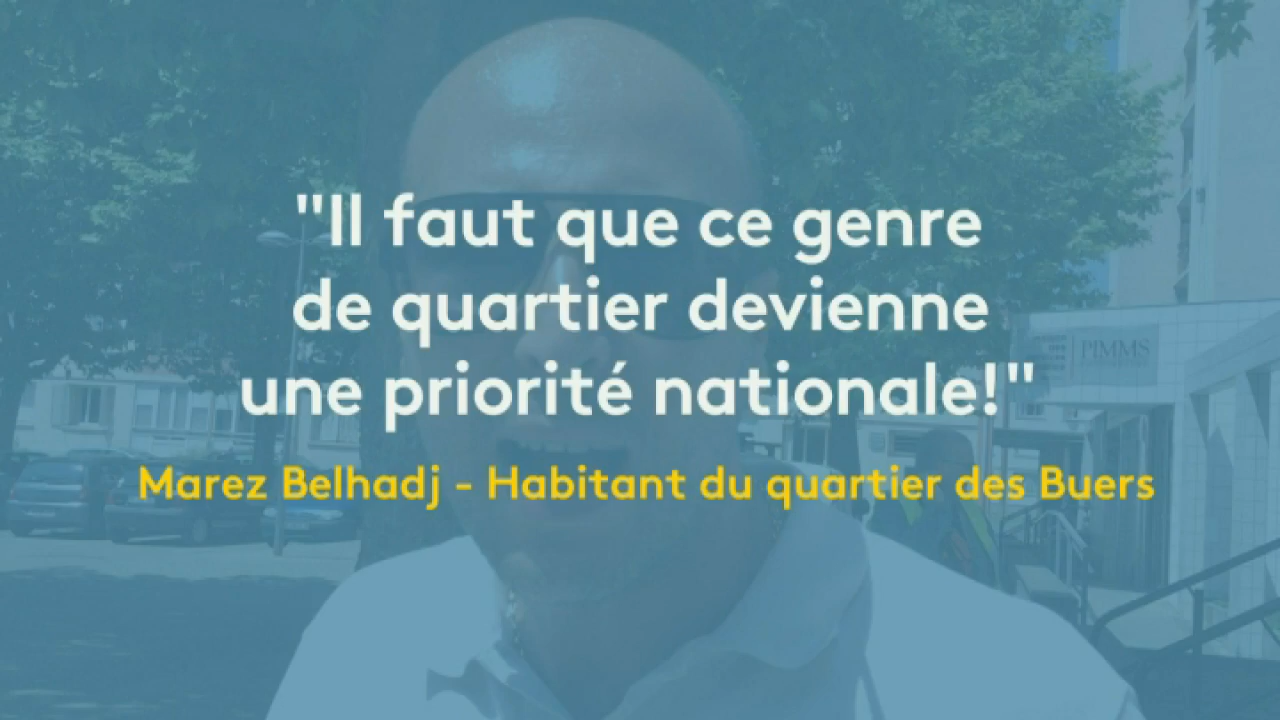 "Il faut que ce genre
de quartier devienne
une priorité nationale!"
Marez Belhadj - Habitant du quartier des Buers
PIMMS